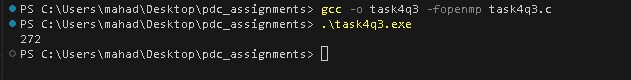 PS C:\Users\mahad\Desktop\pdc_assignments> gcc -o task4q3 -fopenmp task4q3.c
PS C:\Users\mahad\Desktop\pdc_assignments> .\task4q3.exe
272
PS C:\Users\mahad\Desktop\pdc_assignments>